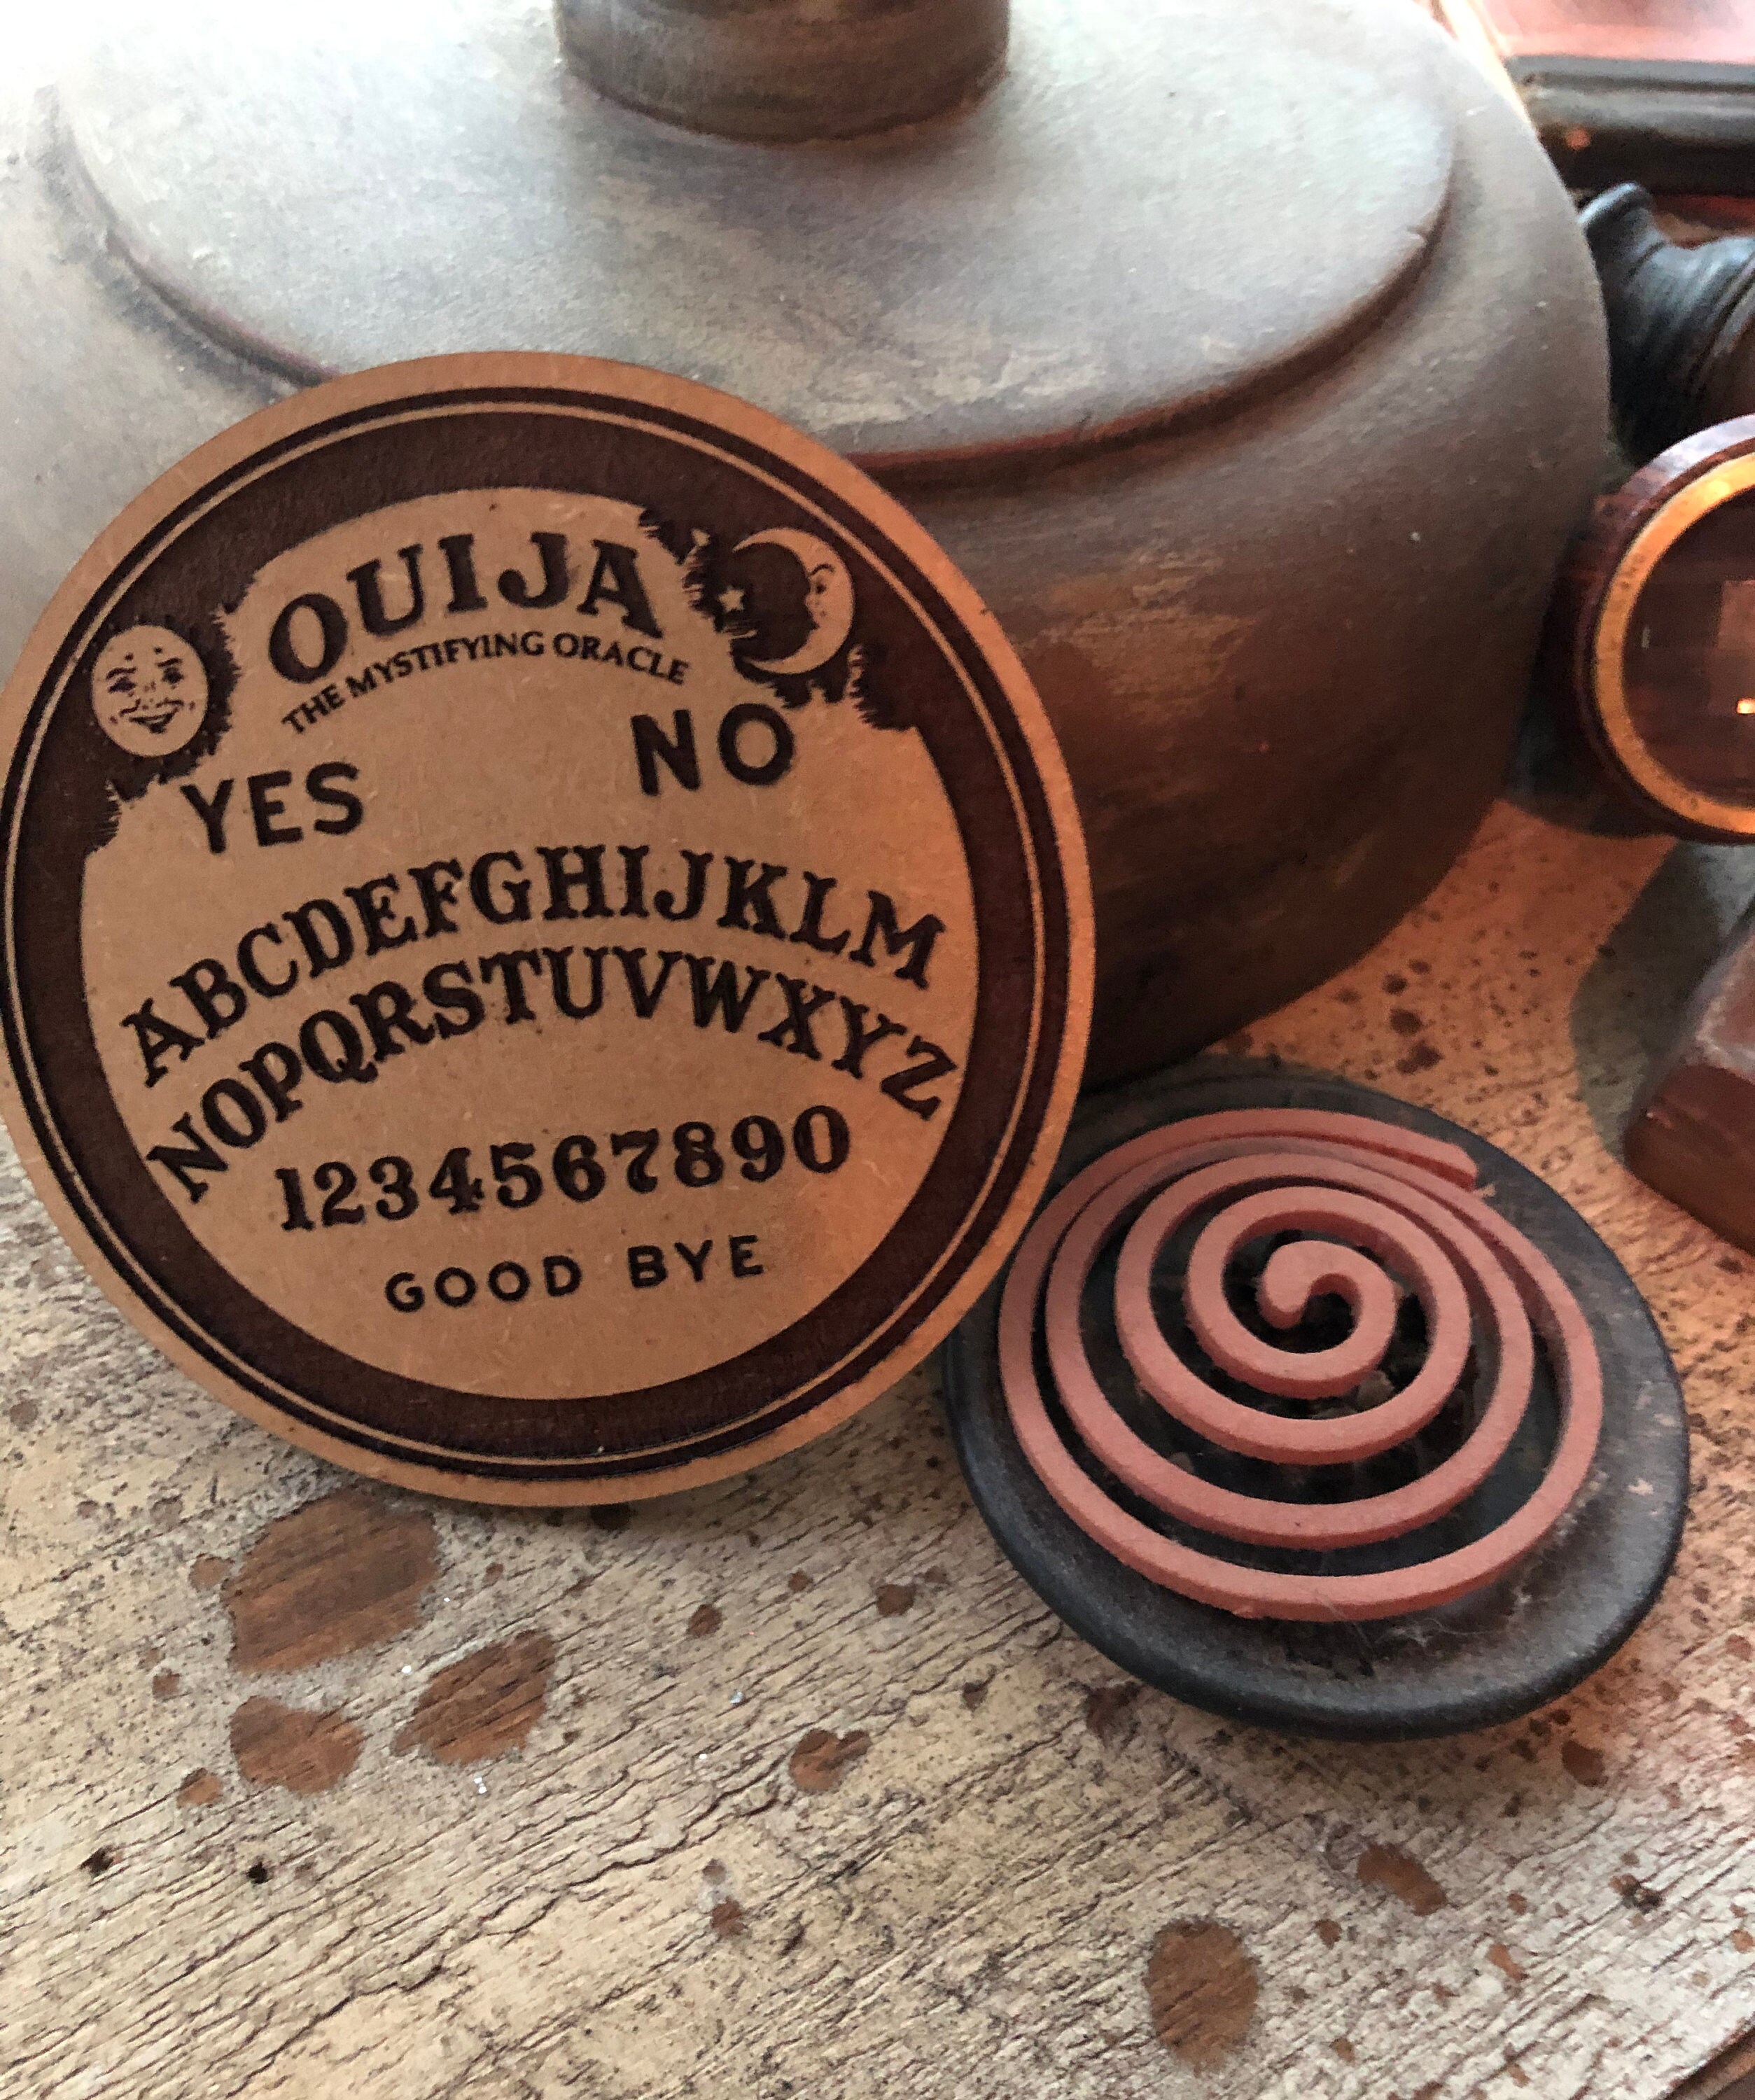 OUIJA
THE MYSTIFYING ORACLE
YES NO
ABCDEFGHIJKLM
NOPQRSTUVWXYZ
1234567890
GOOD BYE